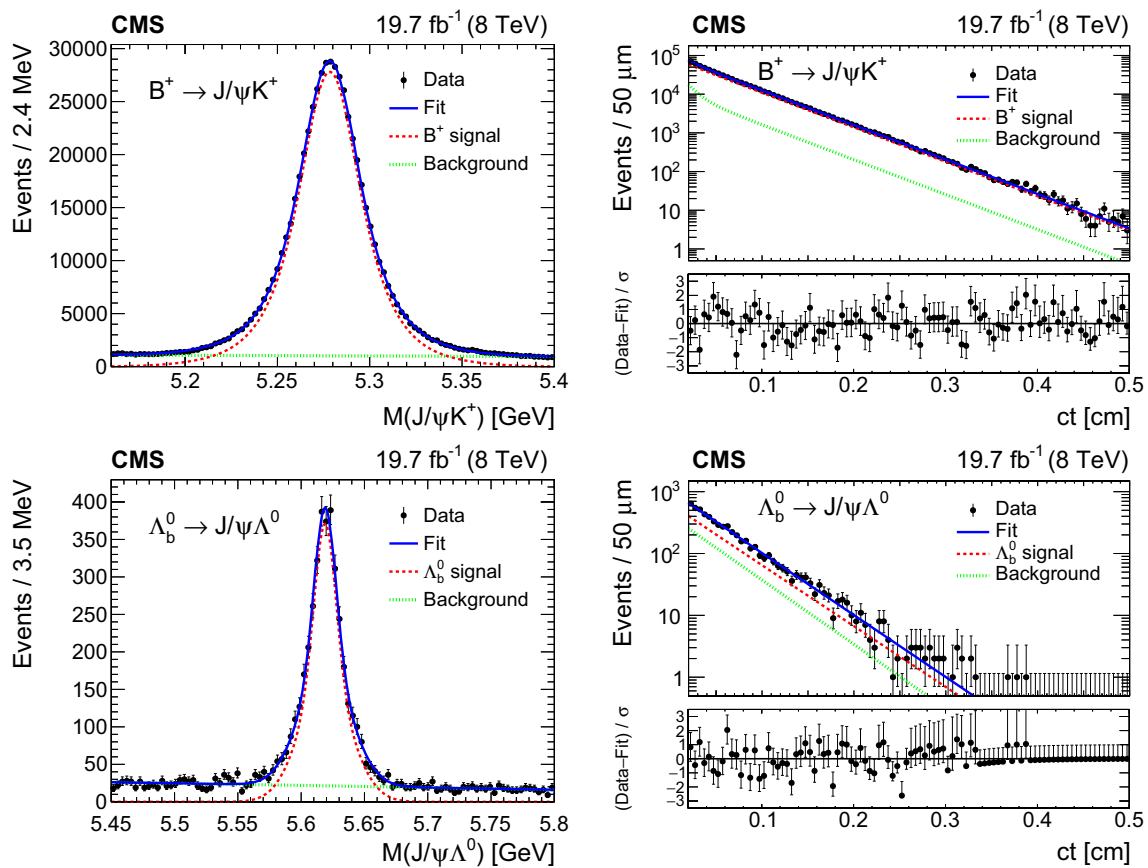 CMS 19.7 fb⁻¹ (8 TeV)
Events / 2.4 MeV
30000
25000
20000
15000
10000
5000
0
B⁺ → J/ψK⁺
Data
Fit
B⁺ signal
Background
5.2 5.25 5.3 5.35 5.4
M(J/ψK⁺) [GeV]
CMS 19.7 fb⁻¹ (8 TeV)
Events / 50 μm
10⁵
10⁴
10³
10²
10
1
B⁺ → J/ψK⁺
Data
Fit
B⁺ signal
Background
(Data−Fit) / σ
3
2
1
0
−1
−2
−3
0.1 0.2 0.3 0.4 0.5
ct [cm]
CMS 19.7 fb⁻¹ (8 TeV)
Events / 3.5 MeV
400
350
300
250
200
150
100
50
0
Λ_b⁰ → J/ψΛ⁰
Data
Fit
Λ_b⁰ signal
Background
5.45 5.5 5.55 5.6 5.65 5.7 5.75 5.8
M(J/ψΛ⁰) [GeV]
CMS 19.7 fb⁻¹ (8 TeV)
Events / 50 μm
10³
10²
10
1
Λ_b⁰ → J/ψΛ⁰
Data
Fit
Λ_b⁰ signal
Background
(Data−Fit) / σ
3
2
1
0
−1
−2
−3
0.1 0.2 0.3 0.4 0.5
ct [cm]